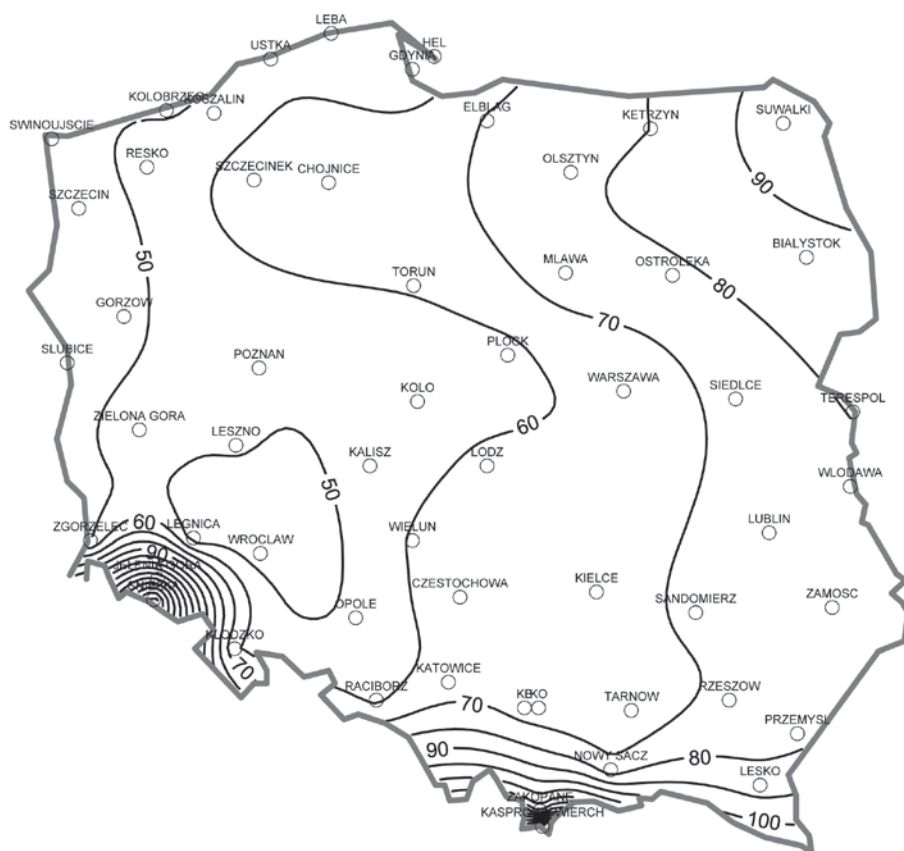 LEBA
HEL
USTKA
GDYNIA
KOLOBRZEG
KOSZALIN
ELBLAG
KETRZYN
SUWALKI
SWINOUJSCIE
RESKO
SZCZECINEK
CHOJNICE
OLSZTYN
90
SZCZECIN
50
BIALYSTOK
MLAWA
OSTROLEKA
TORUN
80
GORZOW
70
SLUBICE
POZNAN
PLOCK
KOLO
WARSZAWA
SIEDLCE
TERESPOL
ZIELONA GORA
LESZNO
60
KALISZ
LODZ
50
WLODAWA
60
ZGORZELEC
LEGNICA
WIELUN
LUBLIN
90
WROCLAW
CZESTOCHOWA
KIELCE
OPOLE
SANDOMIERZ
ZAMOSC
KLODZKO
70
KATOWICE
RACIBORZ
70
TARNOW
RZESZOW
PRZEMYSL
90
NOWY SACZ
80
LESKO
ZAKOPANE
100